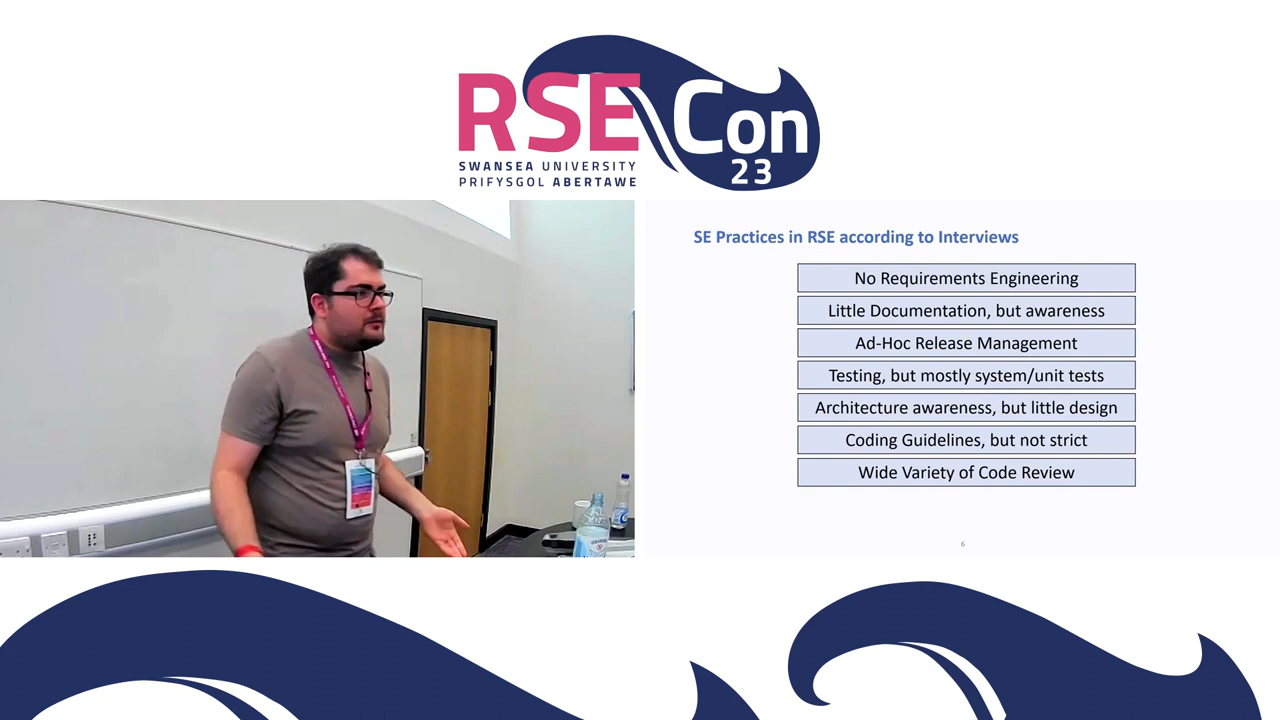 RSE Con
23
SWANSEA UNIVERSITY
PRIFYSGOL ABERTAWE
SE Practices in RSE according to Interviews
No Requirements Engineering
Little Documentation, but awareness
Ad-Hoc Release Management
Testing, but mostly system/unit tests
Architecture awareness, but little design
Coding Guidelines, but not strict
Wide Variety of Code Review
6